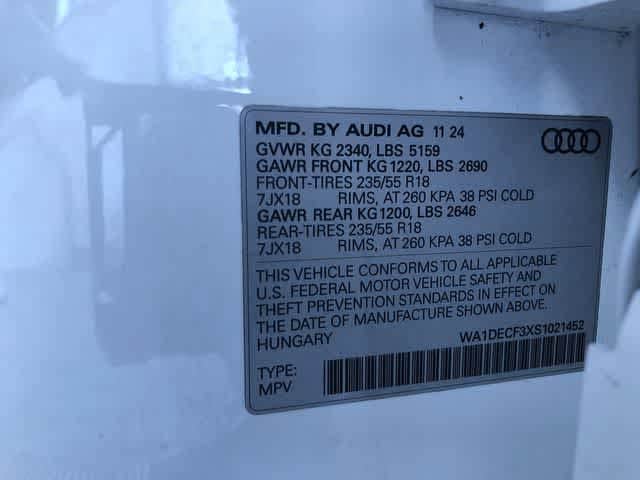 MFD. BY AUDI AG 11 24
GVWR KG 2340, LBS 5159
GAWR FRONT KG 1220, LBS 2690
FRONT-TIRES 235/55 R18
7JX18 RIMS, AT 260 KPA 38 PSI COLD
GAWR REAR KG 1200, LBS 2646
REAR-TIRES 235/55 R18
7JX18 RIMS, AT 260 KPA 38 PSI COLD
THIS VEHICLE CONFORMS TO ALL APPLICABLE
U.S. FEDERAL MOTOR VEHICLE SAFETY AND
THEFT PREVENTION STANDARDS IN EFFECT ON
THE DATE OF MANUFACTURE SHOWN ABOVE.
HUNGARY
WA1DECF3XS1021452
TYPE:
MPV